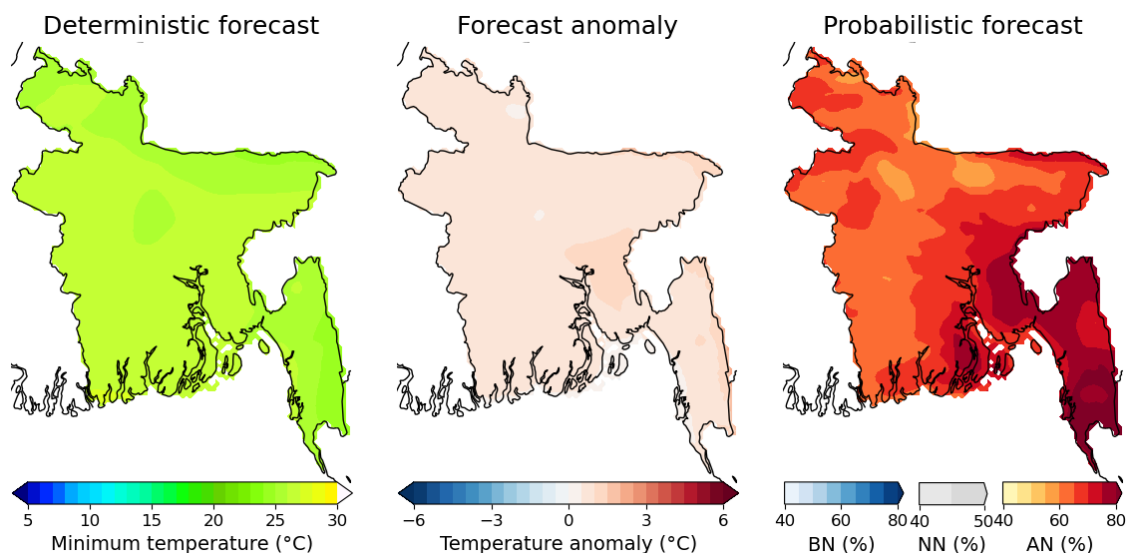 Deterministic forecast
Forecast anomaly
Probabilistic forecast
5 10 15 20 25 30
Minimum temperature (°C)
−6 −3 0 3 6
Temperature anomaly (°C)
40 60 80
BN (%)
40 50
NN (%)
40 60 80
AN (%)